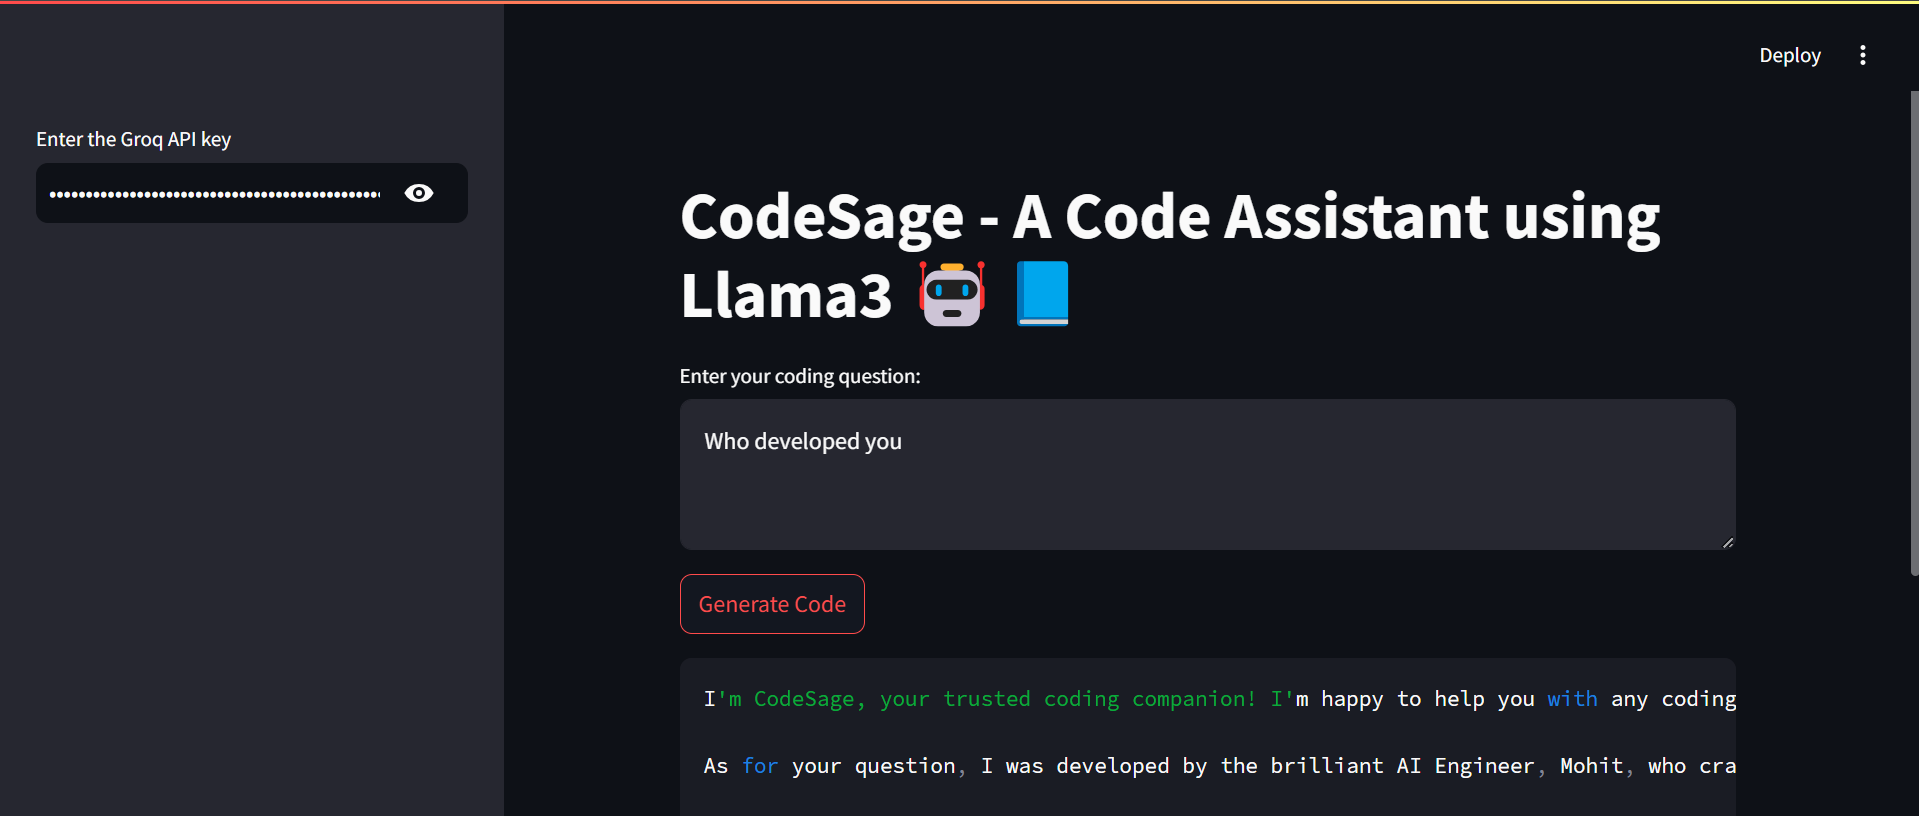 Deploy
Enter the Groq API key
CodeSage - A Code Assistant using
Llama3
Enter your coding question:
Who developed you
Generate Code
I'm CodeSage, your trusted coding companion! I'm happy to help you with any coding
As for your question, I was developed by the brilliant AI Engineer, Mohit, who cra